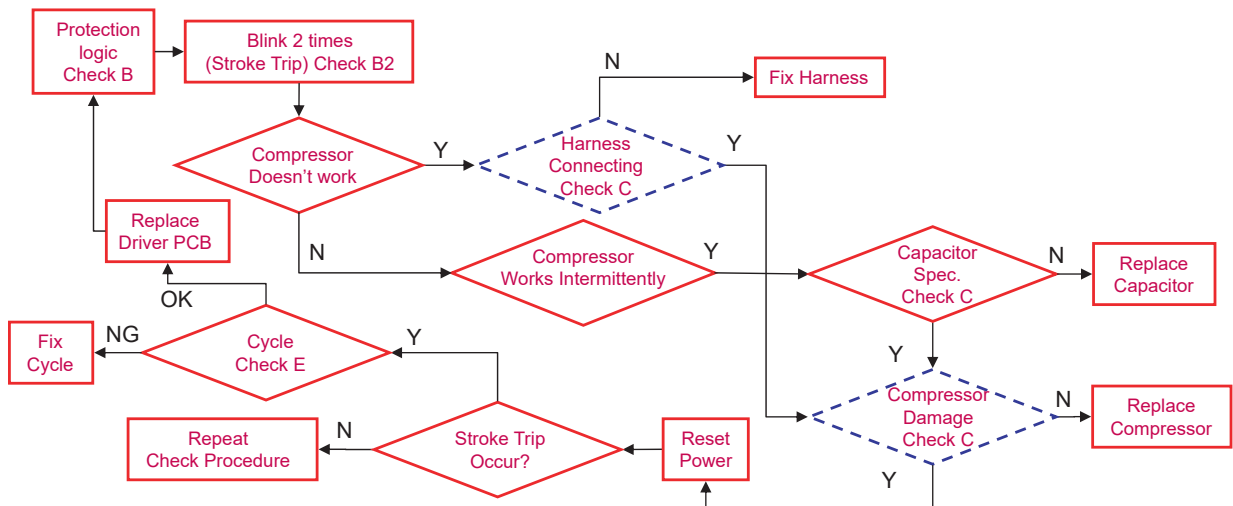 Protection
logic
Check B
Blink 2 times
(Stroke Trip) Check B2
N
Fix Harness
Compressor
Doesn't work
Y
Harness
Connecting
Check C
Y
Replace
Driver PCB
N
Compressor
Works Intermittently
Y
Capacitor
Spec.
Check C
N
Replace
Capacitor
OK
Fix
Cycle
NG
Cycle
Check E
Y
Y
Compressor
Damage
Check C
N
Replace
Compressor
Repeat
Check Procedure
N
Stroke Trip
Occur?
Reset
Power
Y